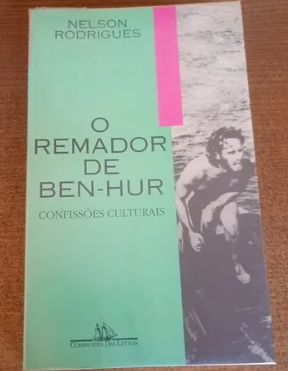 NELSON
RODRIGUES
O
REMADOR
DE
BEN-HUR
CONFISSÕES CULTURAIS
COMPANHIA DAS LETRAS